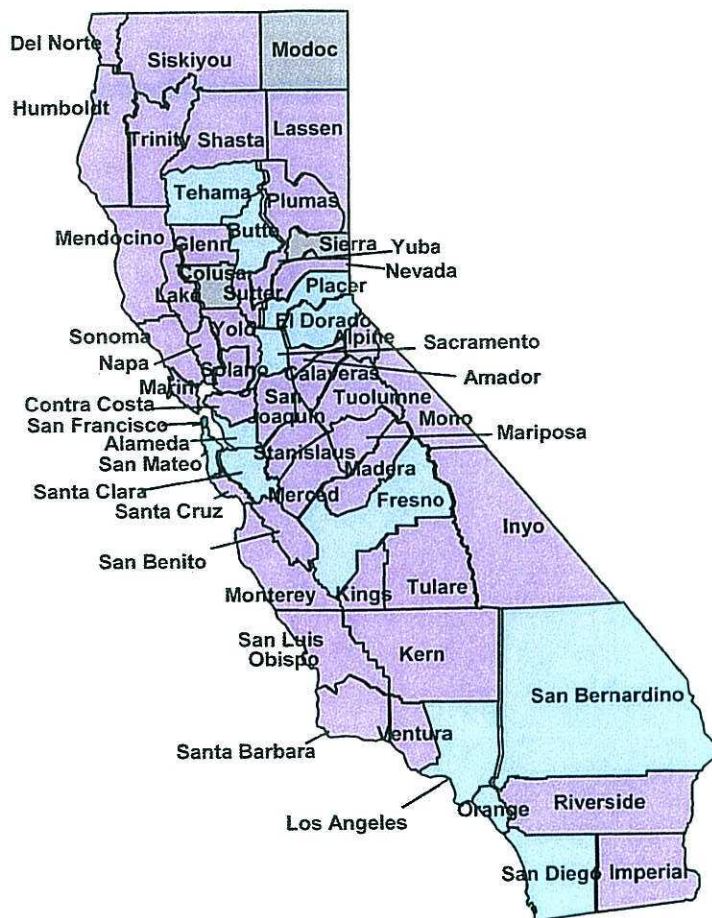 Del Norte
Siskiyou
Modoc
Humboldt
Trinity
Shasta
Lassen
Tehama
Plumas
Mendocino
Glenn
Butte
Sierra
Yuba
Nevada
Colusa
Lake
Sutter
Placer
Sonoma
Yolo
El Dorado
Alpine
Sacramento
Napa
Solano
Calaveras
Amador
Marin
Contra Costa
San
Joaquin
Tuolumne
San Francisco
Mono
Alameda
Stanislaus
Mariposa
San Mateo
Madera
Santa Clara
Merced
Fresno
Santa Cruz
Inyo
San Benito
Monterey
Kings
Tulare
San Luis
Obispo
Kern
San Bernardino
Santa Barbara
Ventura
Los Angeles
Orange
Riverside
San Diego
Imperial